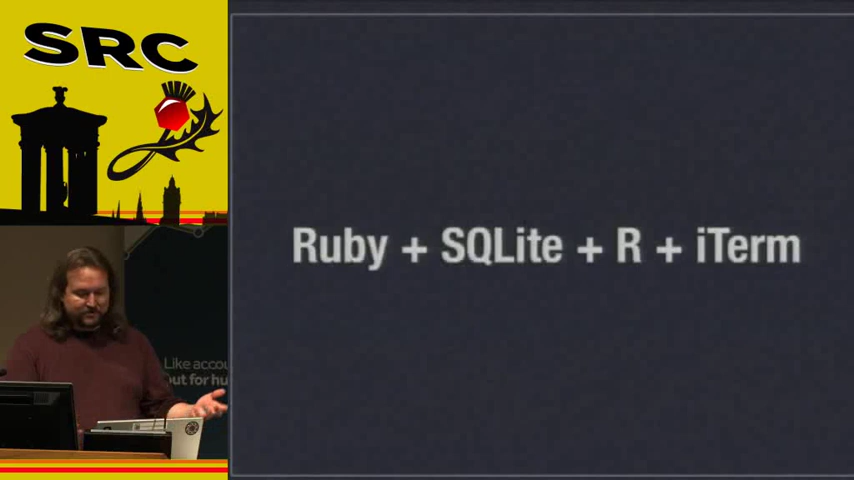 SRC
Ruby + SQLite + R + iTerm
Like accou
out for hu